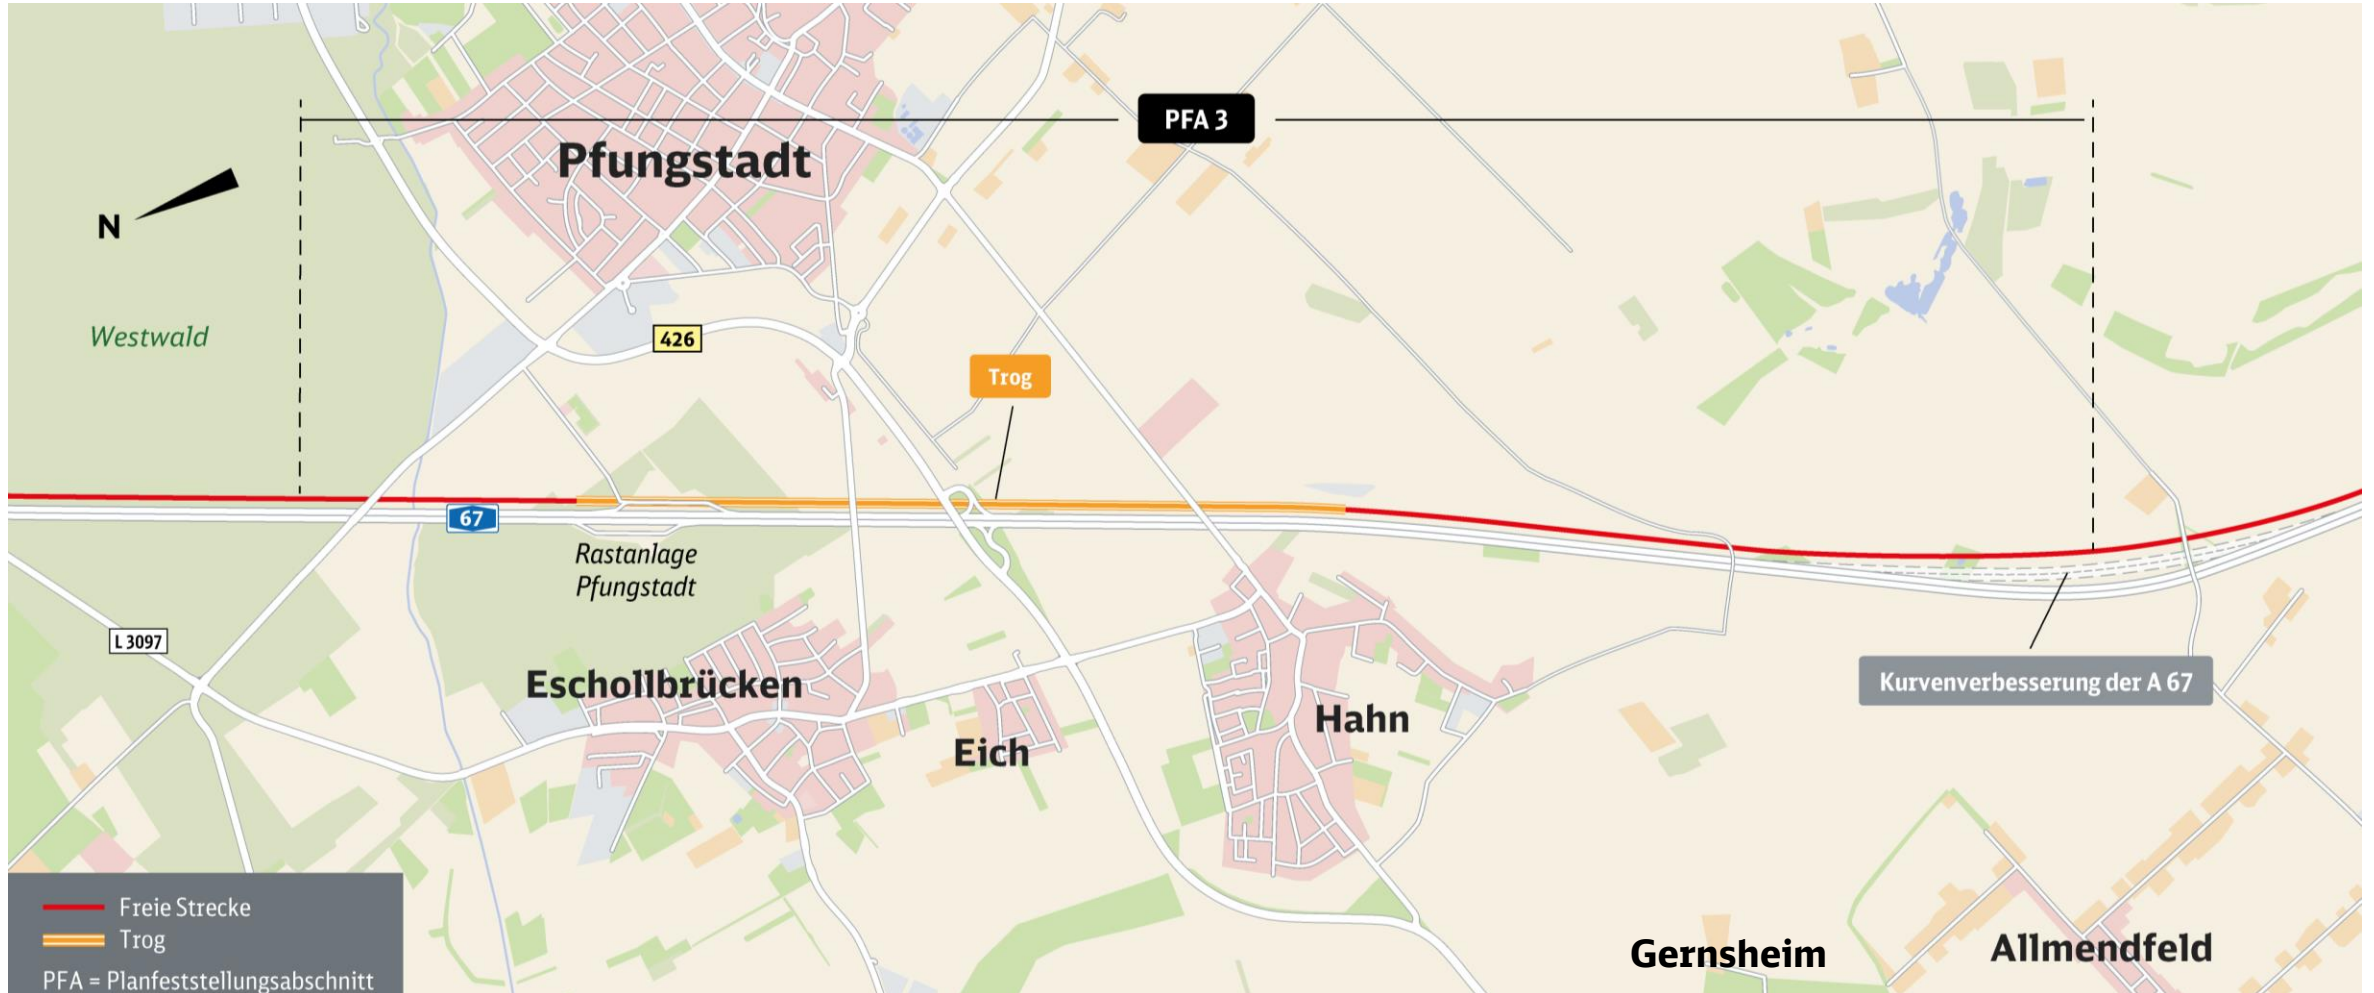 PFA 3
Pfungstadt
N
Westwald
426
Trog
67
Rastanlage
Pfungstadt
L 3097
Eschollbrücken
Kurvenverbesserung der A 67
Hahn
Eich
Freie Strecke
Trog
PFA = Planfeststellungsabschnitt
Gernsheim
Allmendfeld